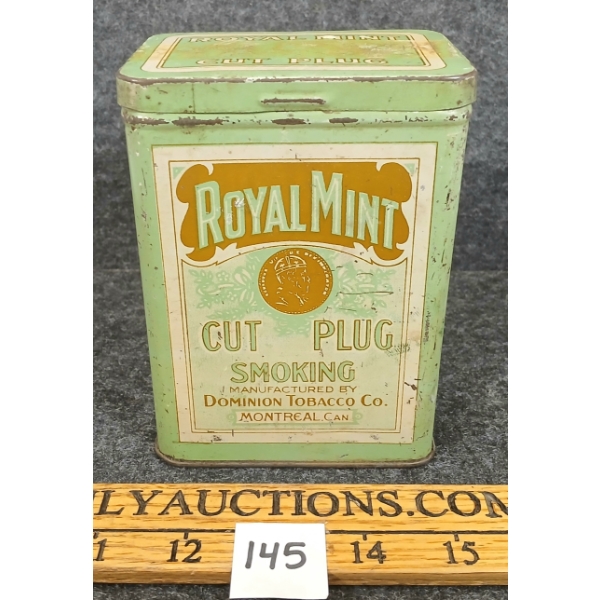 ROYAL MINT
CUT PLUG
ROYAL MINT
CUT PLUG
SMOKING
MANUFACTURED BY
DOMINION TOBACCO CO.
MONTREAL, CAN
LYAUCTIONS.COM
12 14 15
145